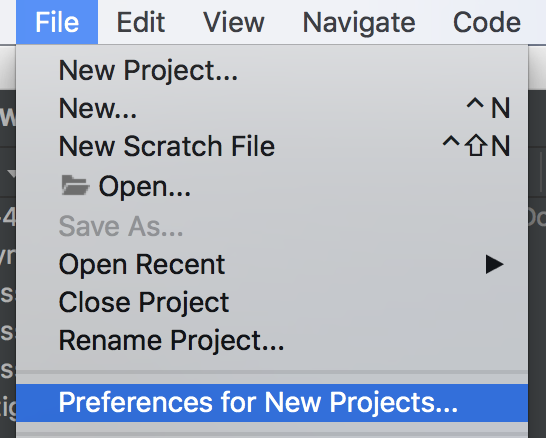 File Edit View Navigate Code
New Project...
New... ^N
New Scratch File ^⇧N
Open...
Save As...
Open Recent ▶
Close Project
Rename Project...
Preferences for New Projects...